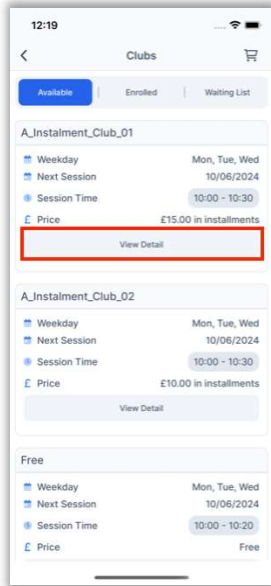 12:19
Clubs
Available | Enrolled | Waiting List
A_Instalment_Club_01
Weekday Mon, Tue, Wed
Next Session 10/06/2024
Session Time 10:00 - 10:30
£ Price £15.00 in installments
View Detail
A_Instalment_Club_02
Weekday Mon, Tue, Wed
Next Session 10/06/2024
Session Time 10:00 - 10:30
£ Price £10.00 in installments
View Detail
Free
Weekday Mon, Tue, Wed
Next Session 10/06/2024
Session Time 10:00 - 10:20
£ Price Free